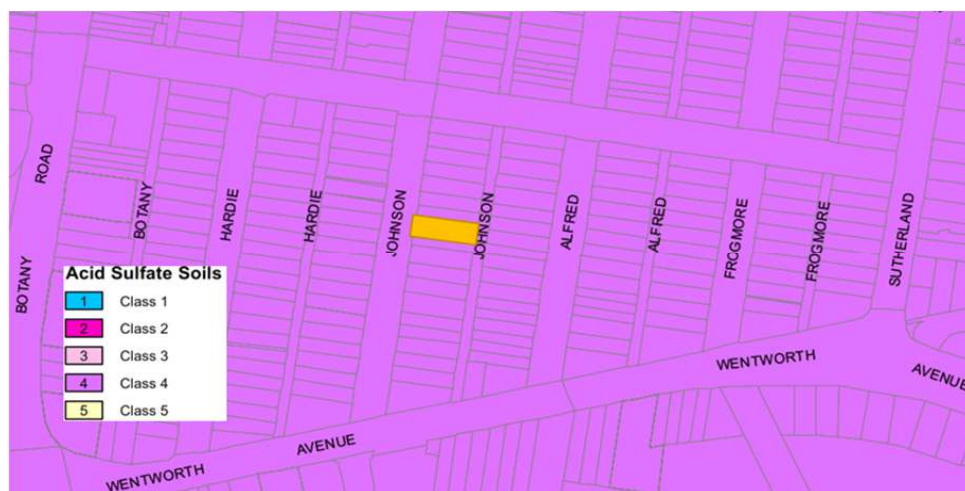 ROAD
BOTANY
BOTANY
HARDIE
HARDIE
JOHNSON
JOHNSON
ALFRED
ALFRED
FROGMORE
FROGMORE
SUTHERLAND
WENTWORTH
AVENUE
WENTWORTH
AVENUE
Acid Sulfate Soils
1 Class 1
2 Class 2
3 Class 3
4 Class 4
5 Class 5